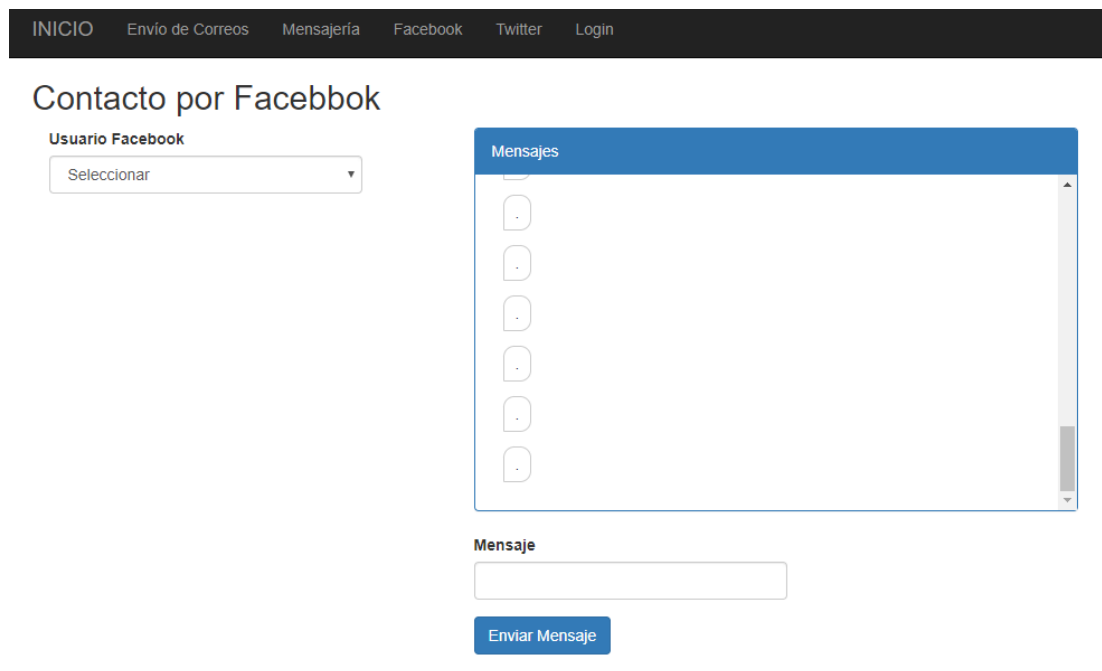 INICIO Envío de Correos Mensajería Facebook Twitter Login
Contacto por Facebbok
Usuario Facebook
Seleccionar
Mensajes
.
.
.
.
.
.
Mensaje
Enviar Mensaje